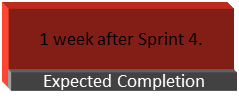 1 week after Sprint 4.
Expected Completion